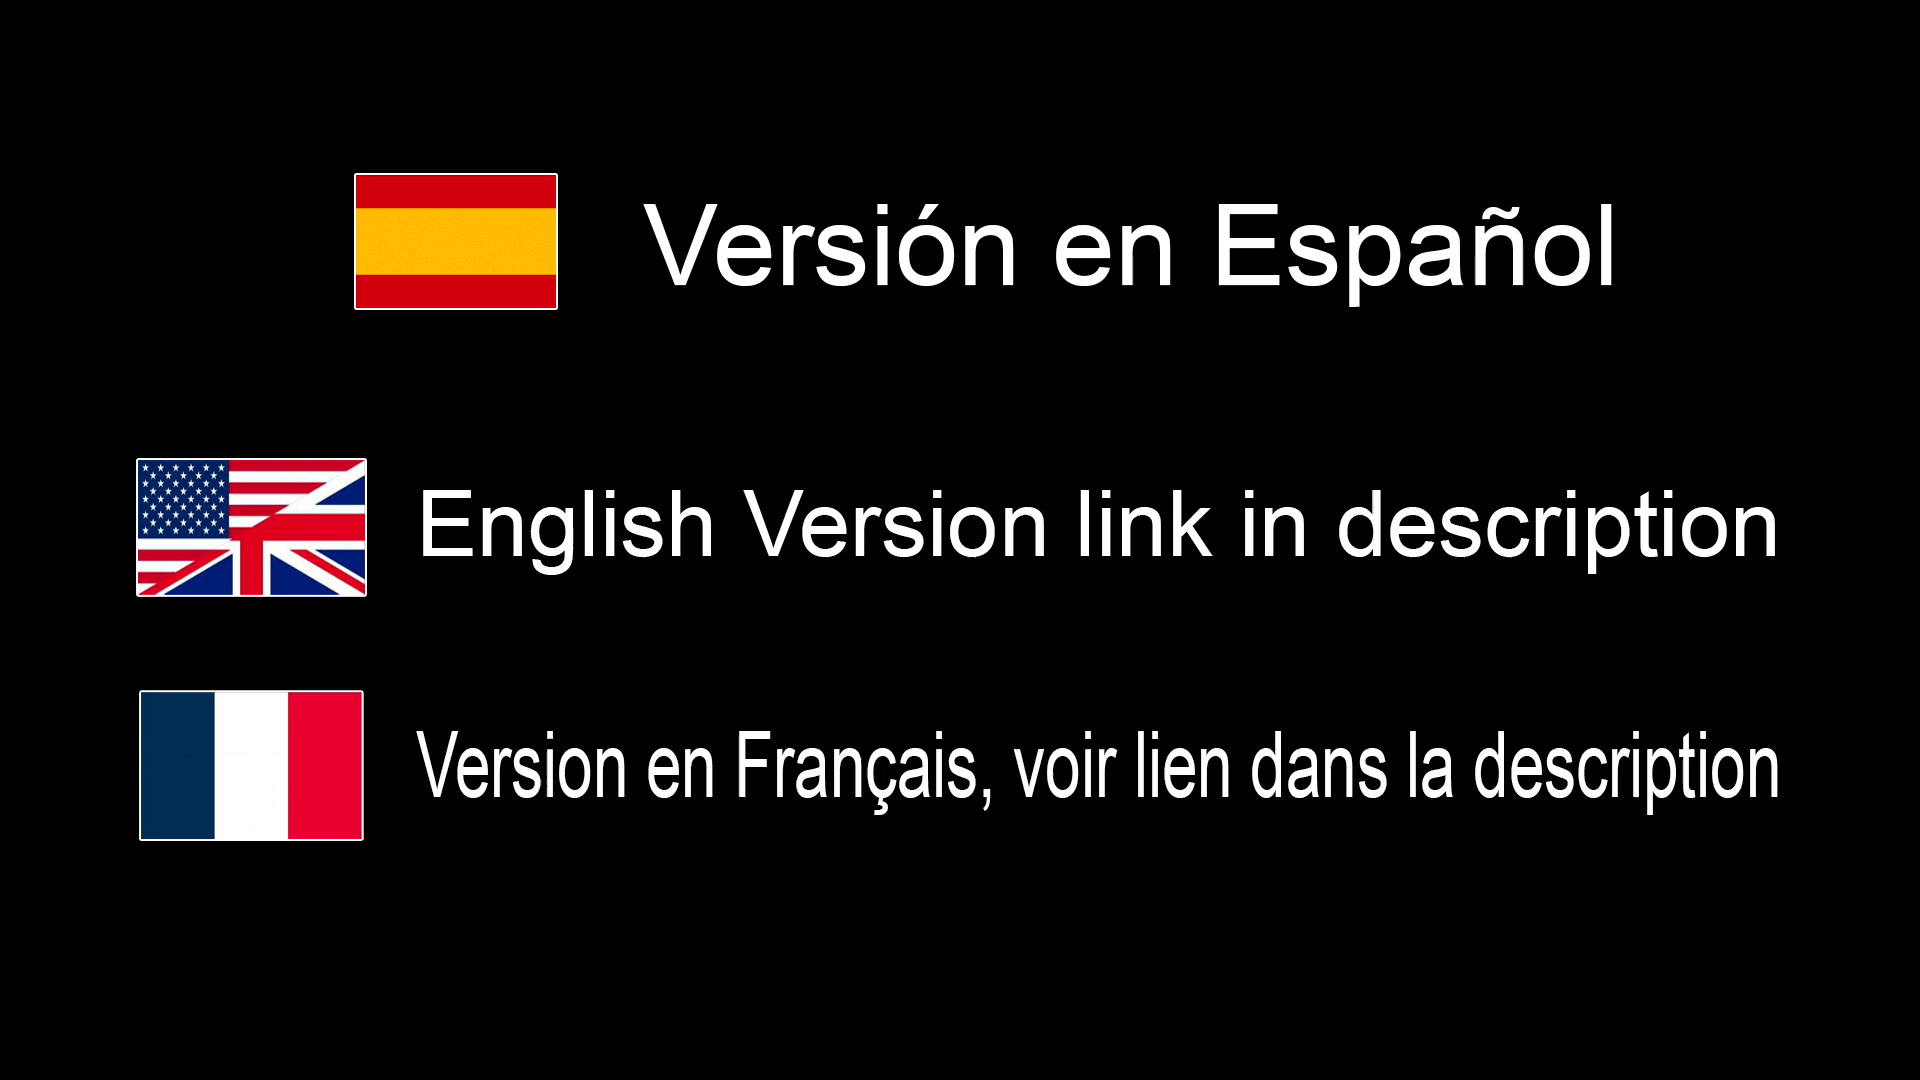 Versión en Español
English Version link in description
Version en Français, voir lien dans la description